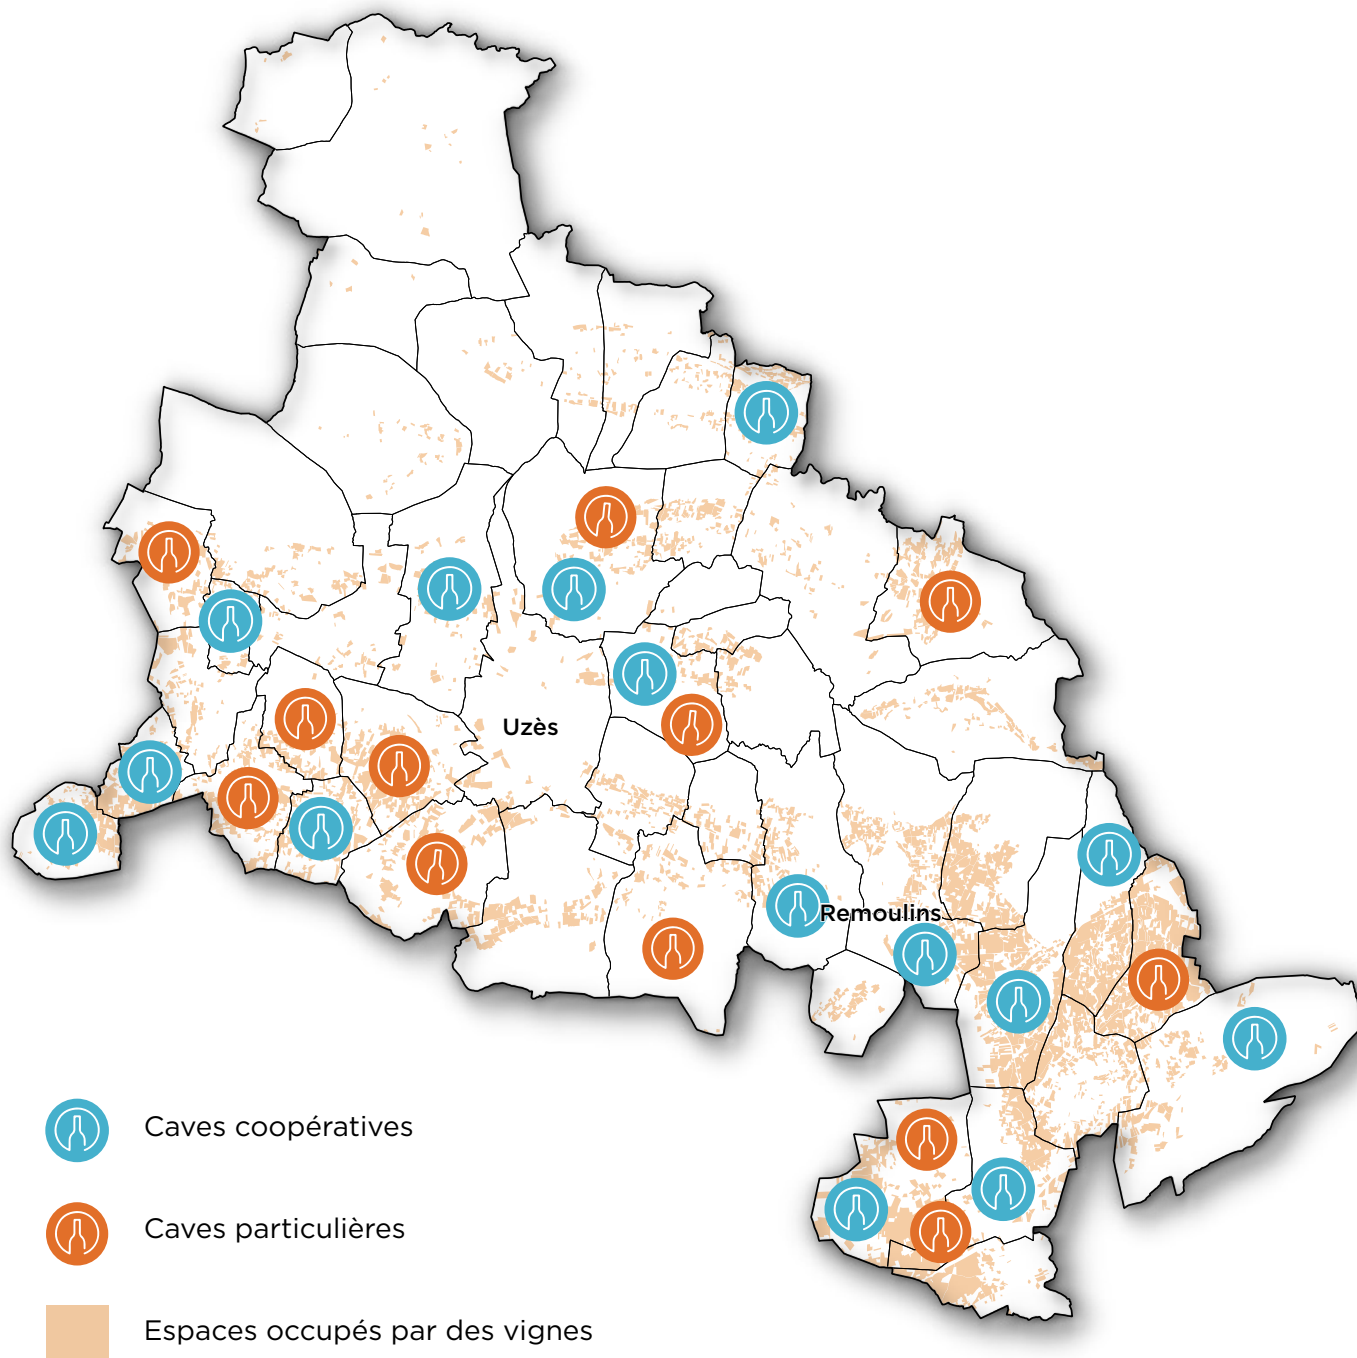 Uzès
Remoulins
Caves coopératives
Caves particulières
Espaces occupés par des vignes